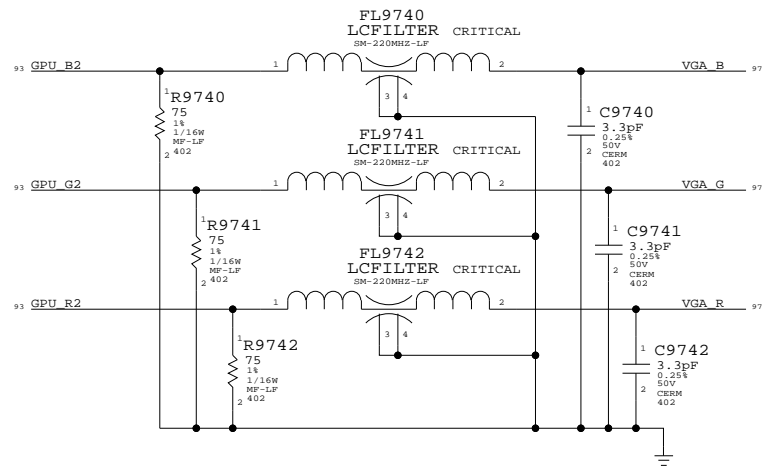 FL9740
LCFILTER CRITICAL
SM-220MHZ-LF
93 GPU_B2
1
2
VGA_B 97
3 4
1 R9740
75
1%
1/16W
MF-LF
2 402
1 C9740
3.3pF
0.25%
50V
CERM
2 402
FL9741
LCFILTER CRITICAL
SM-220MHZ-LF
93 GPU_G2
1
2
VGA_G 97
3 4
1 R9741
75
1%
1/16W
MF-LF
2 402
1 C9741
3.3pF
0.25%
50V
CERM
2 402
FL9742
LCFILTER CRITICAL
SM-220MHZ-LF
93 GPU_R2
1
2
VGA_R 97
3 4
1 R9742
75
1%
1/16W
MF-LF
2 402
1 C9742
3.3pF
0.25%
50V
CERM
2 402